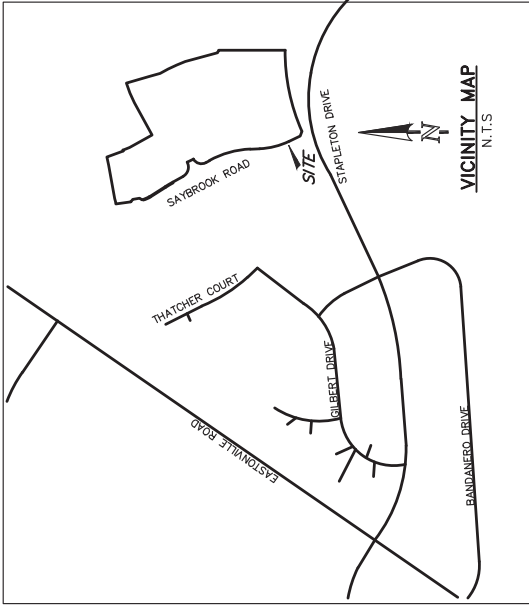 SAYBROOK ROAD
SITE
STAPLETON DRIVE
N
VICINITY MAP
N.T.S
THATCHER COURT
GILBERT DRIVE
EASTONVILLE ROAD
BANDANERO DRIVE